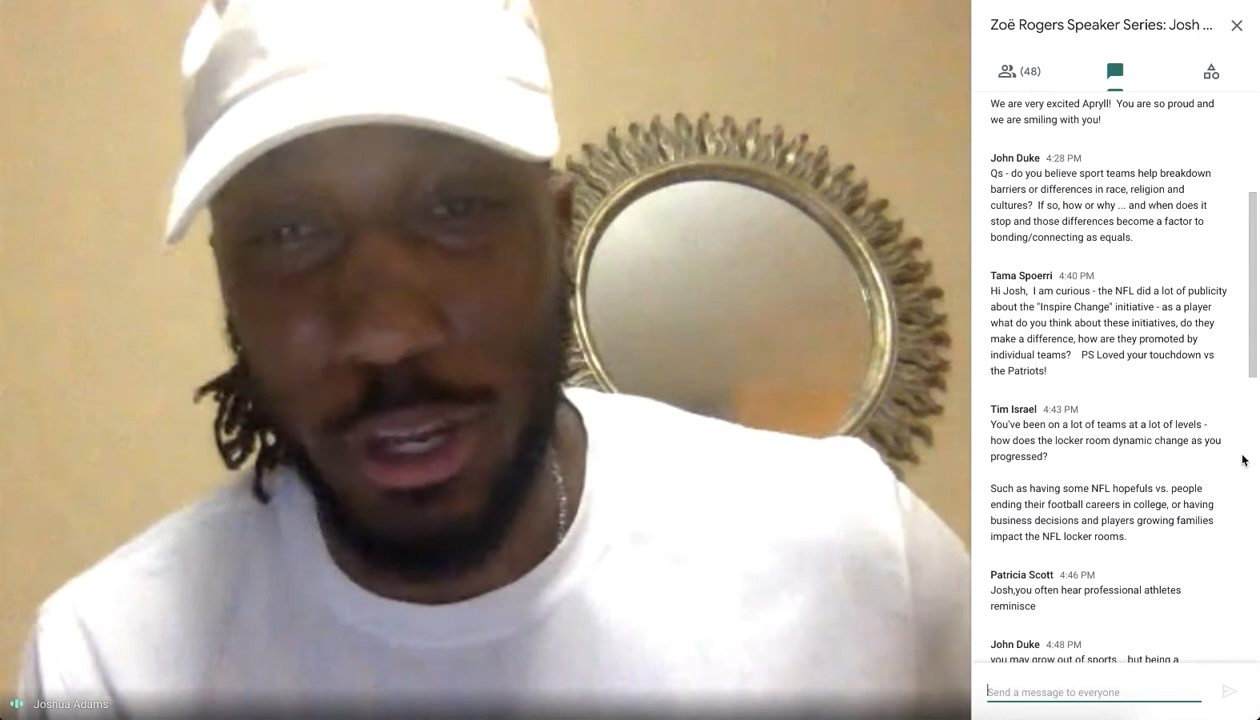 Zoë Rogers Speaker Series: Josh ...
(48)
We are very excited Apryll!  You are so proud and
we are smiling with you!
John Duke 4:28 PM
Qs - do you believe sport teams help breakdown
barriers or differences in race, religion and
cultures?  If so, how or why ... and when does it
stop and those differences become a factor to
bonding/connecting as equals.
Tama Spoerri 4:40 PM
Hi Josh,  I am curious - the NFL did a lot of publicity
about the "Inspire Change" initiative - as a player
what do you think about these initiatives, do they
make a difference, how are they promoted by
individual teams?    PS Loved your touchdown vs
the Patriots!
Tim Israel 4:43 PM
You've been on a lot of teams at a lot of levels -
how does the locker room dynamic change as you
progressed?
Such as having some NFL hopefuls vs. people
ending their football careers in college, or having
business decisions and players growing families
impact the NFL locker rooms.
Patricia Scott 4:46 PM
Josh,you often hear professional athletes
reminisce
John Duke 4:48 PM
you may grow out of sports .. but being a
Send a message to everyone
Joshua Adams